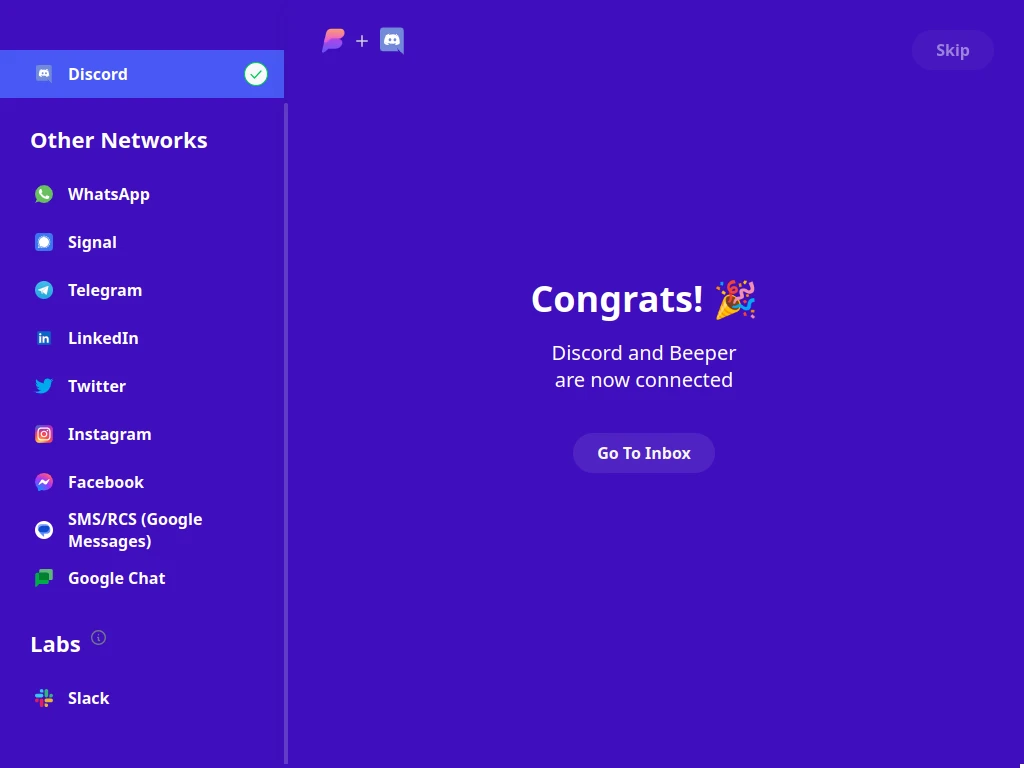 Discord
Other Networks
WhatsApp
Signal
Telegram
LinkedIn
Twitter
Instagram
Facebook
SMS/RCS (Google
Messages)
Google Chat
Labs
Slack
+
Skip
Congrats! 🎉
Discord and Beeper
are now connected
Go To Inbox